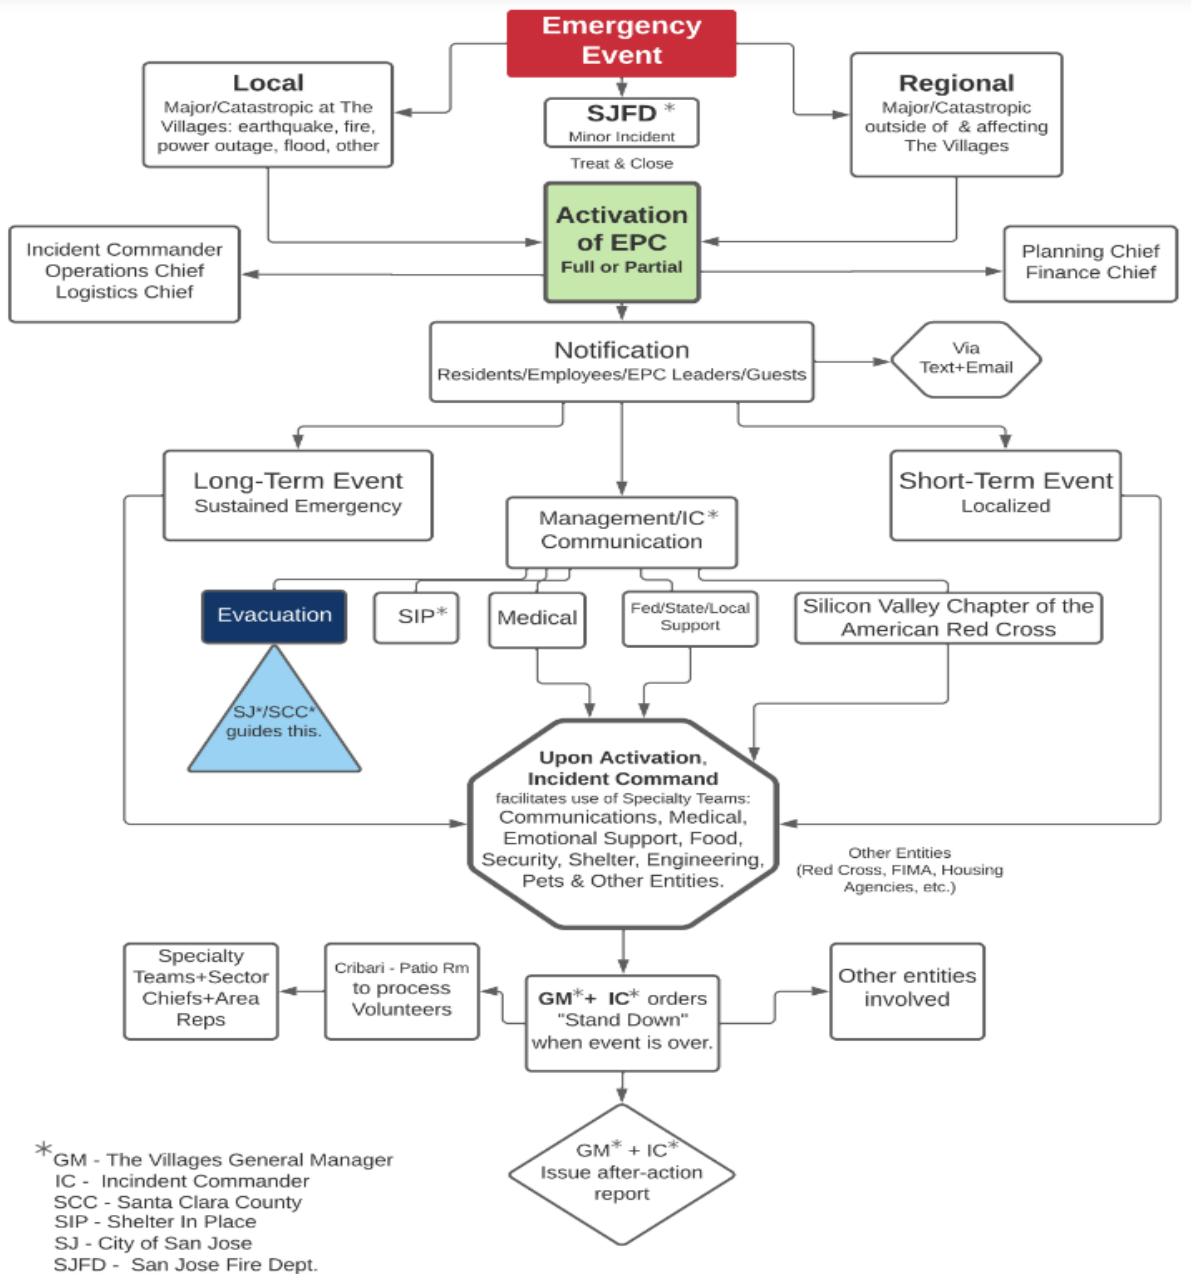 Emergency
Event
Local
Major/Catastropic at The
Villages: earthquake, fire,
power outage, flood, other
SJFD *
Minor Incident
Treat & Close
Regional
Major/Catastropic
outside of & affecting
The Villages
Activation
of EPC
Full or Partial
Incident Commander
Operations Chief
Logistics Chief
Planning Chief
Finance Chief
Notification
Residents/Employees/EPC Leaders/Guests
Via
Text+Email
Long-Term Event
Sustained Emergency
Management/IC*
Communication
Short-Term Event
Localized
Evacuation
SIP*
Medical
Fed/State/Local
Support
Silicon Valley Chapter of the
American Red Cross
SJ*/SCC*
guides this.
Upon Activation,
Incident Command
facilitates use of Specialty Teams:
Communications, Medical,
Emotional Support, Food,
Security, Shelter, Engineering,
Pets & Other Entities.
Other Entities
(Red Cross, FIMA, Housing
Agencies, etc.)
Specialty
Teams+Sector
Chiefs+Area
Reps
Cribari - Patio Rm
to process
Volunteers
GM*+ IC* orders
"Stand Down"
when event is over.
Other entities
involved
GM* + IC*
Issue after-action
report
*GM - The Villages General Manager
IC - Incindent Commander
SCC - Santa Clara County
SIP - Shelter In Place
SJ - City of San Jose
SJFD - San Jose Fire Dept.